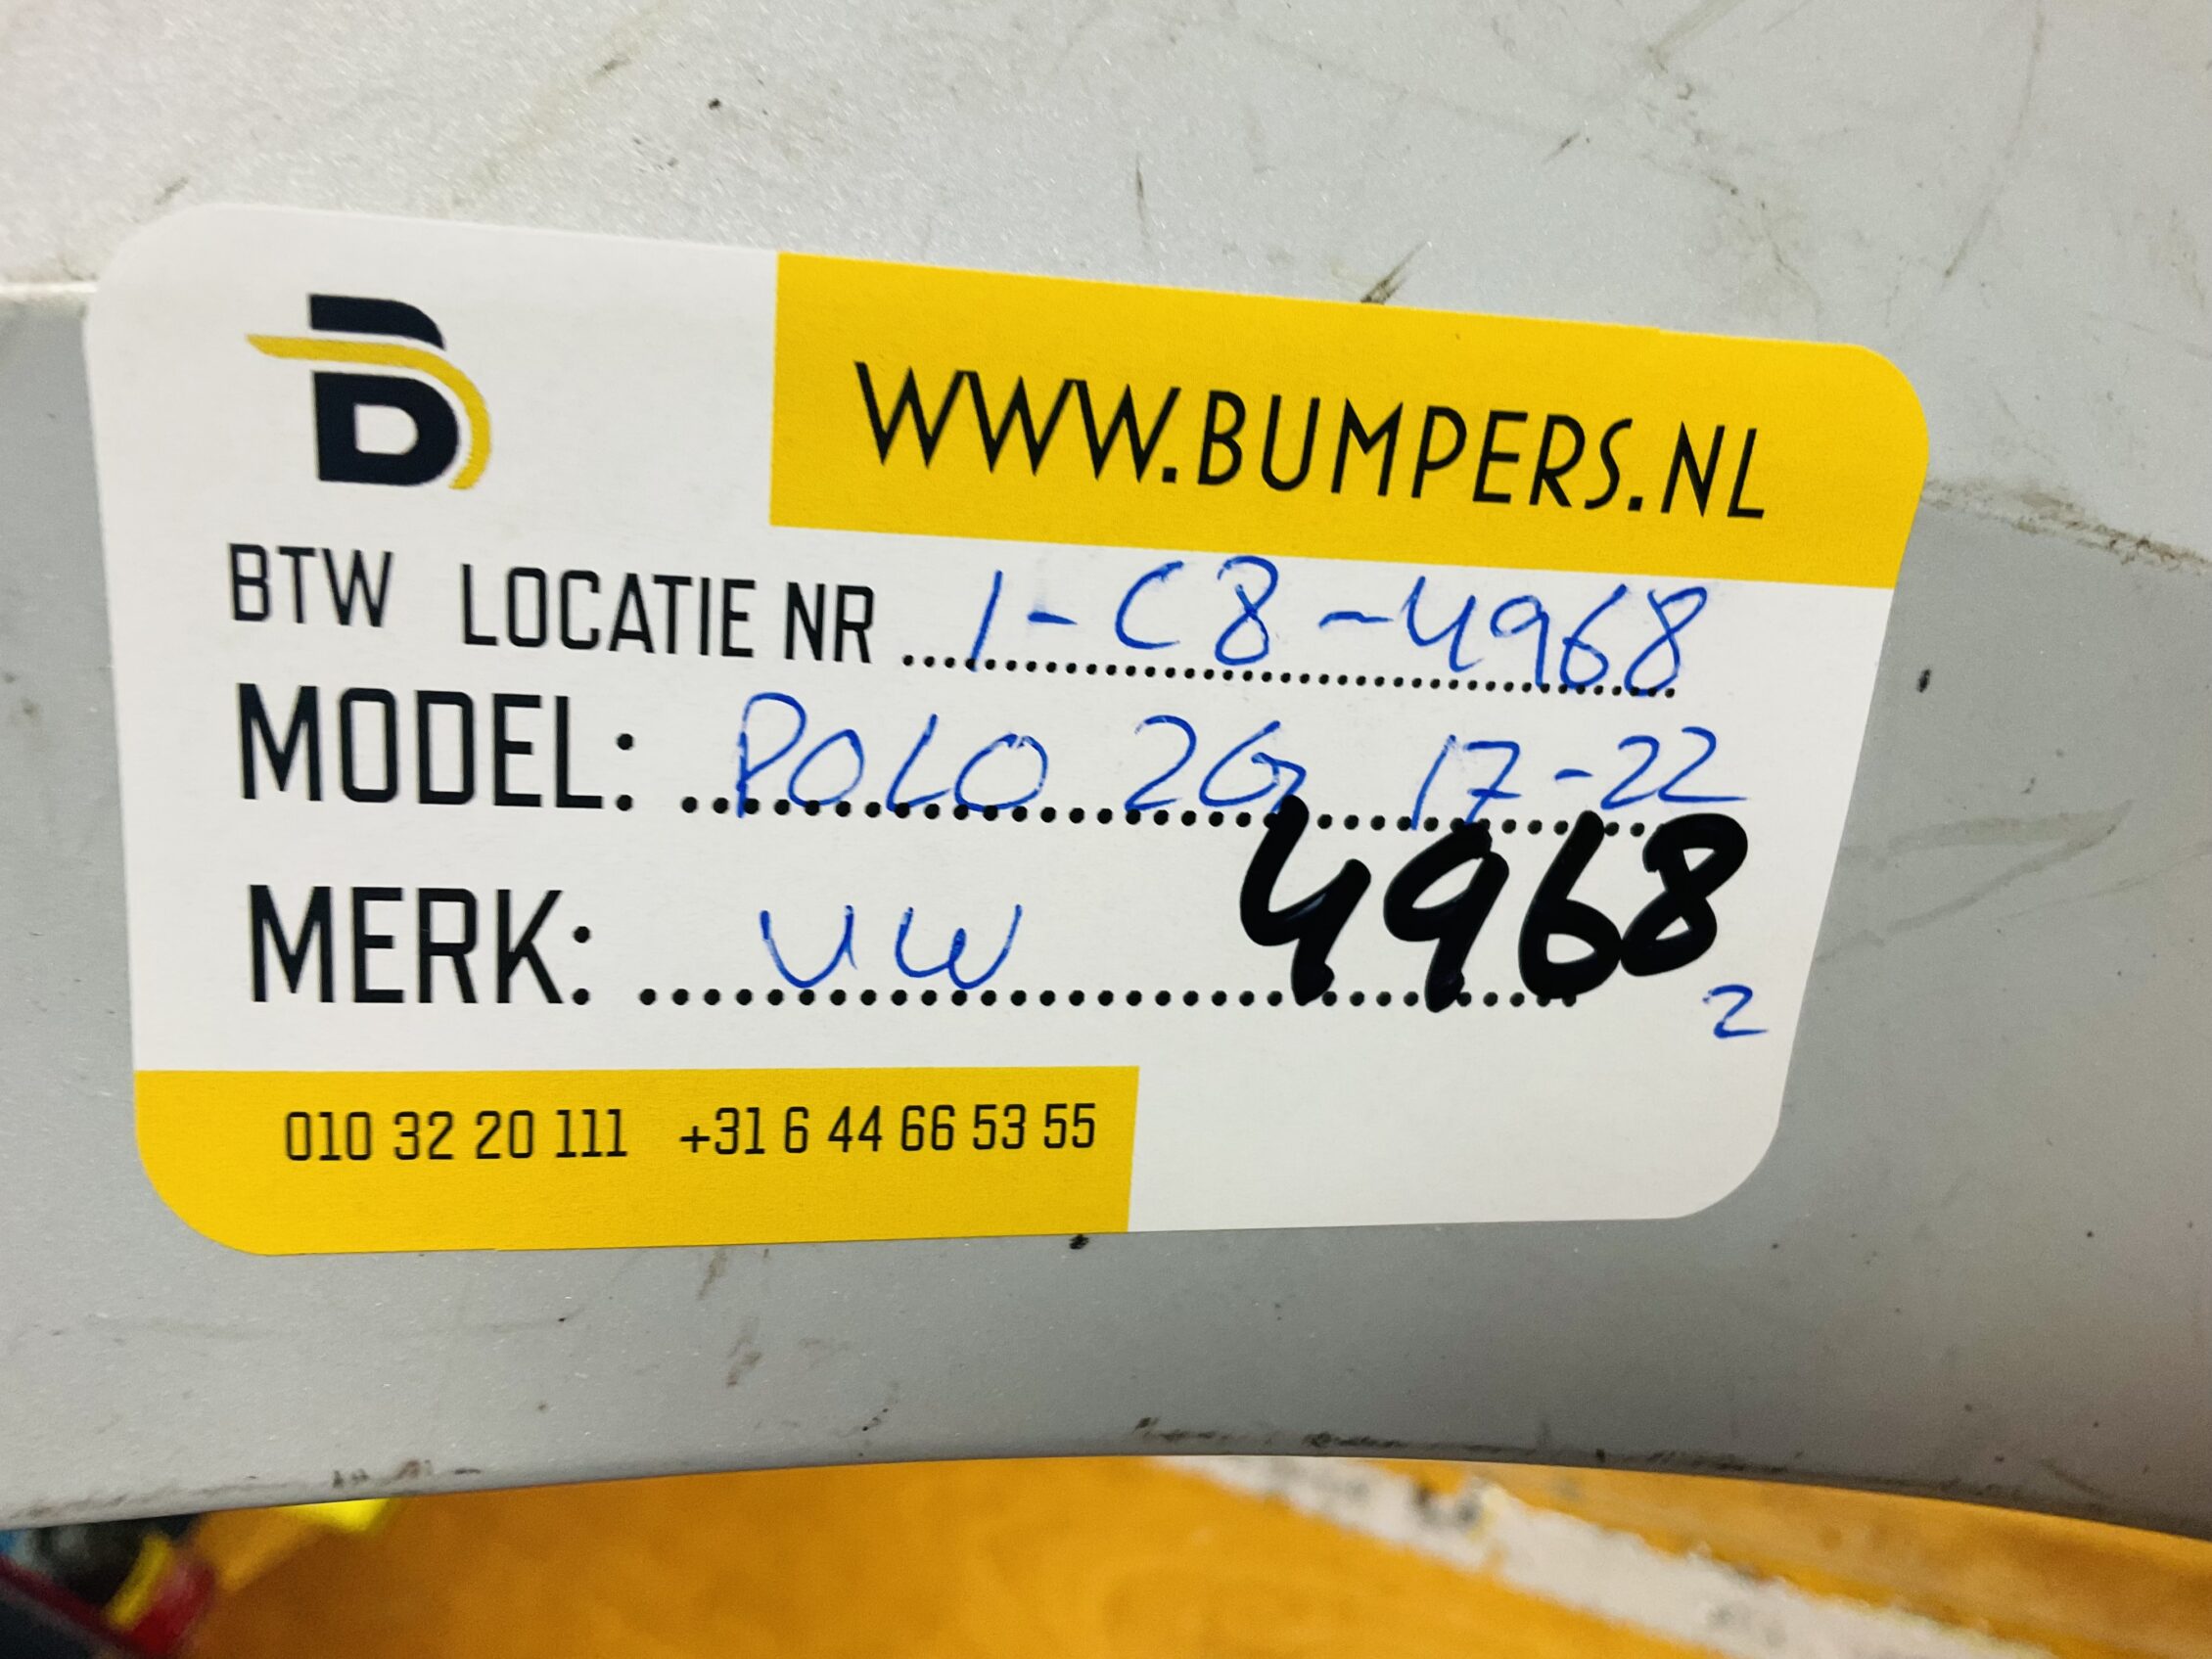 B
WWW.BUMPERS.NL
BTW LOCATIE NR 1-C8-4968
MODEL: POLO 2G 17-22
MERK: VW 4968
2
010 32 20 111 +31 6 44 66 53 55